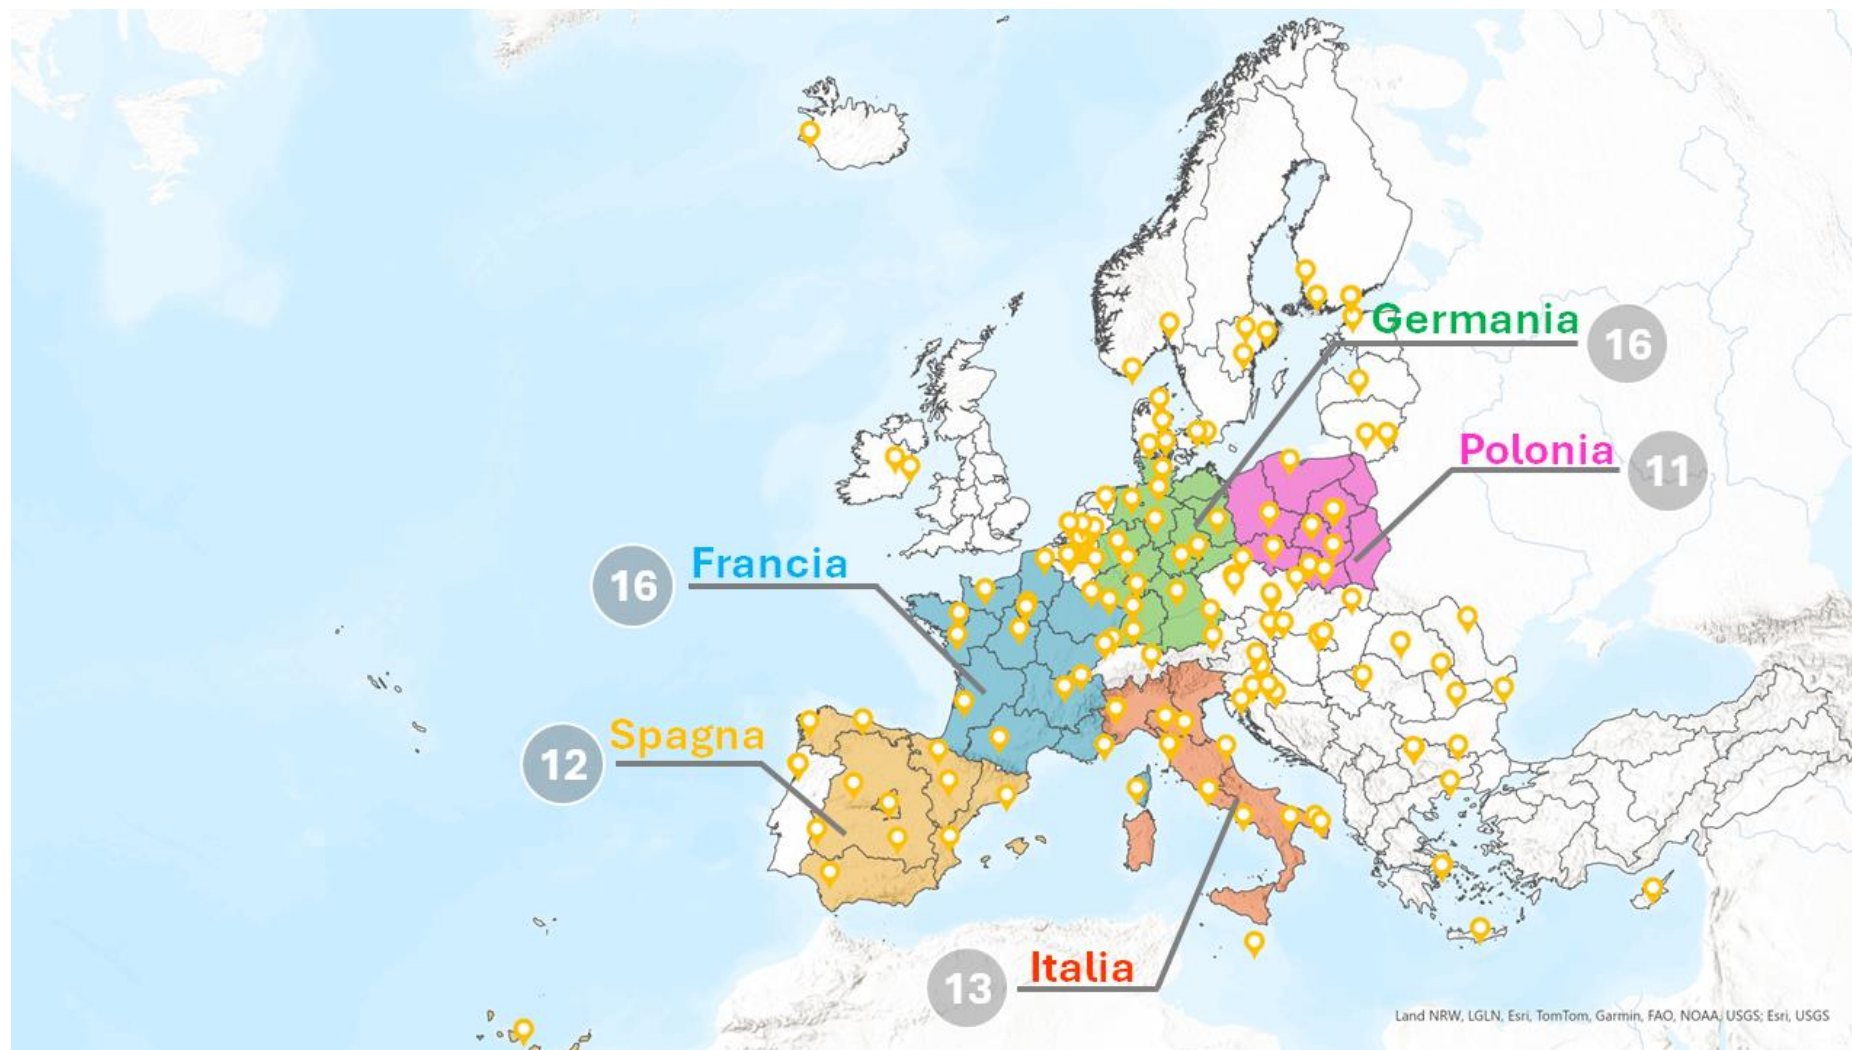 Germania
16
Polonia
11
Francia
16
Spagna
12
Italia
13
Land NRW, LGLN, Esri, TomTom, Garmin, FAO, NOAA, USGS; Esri, USGS